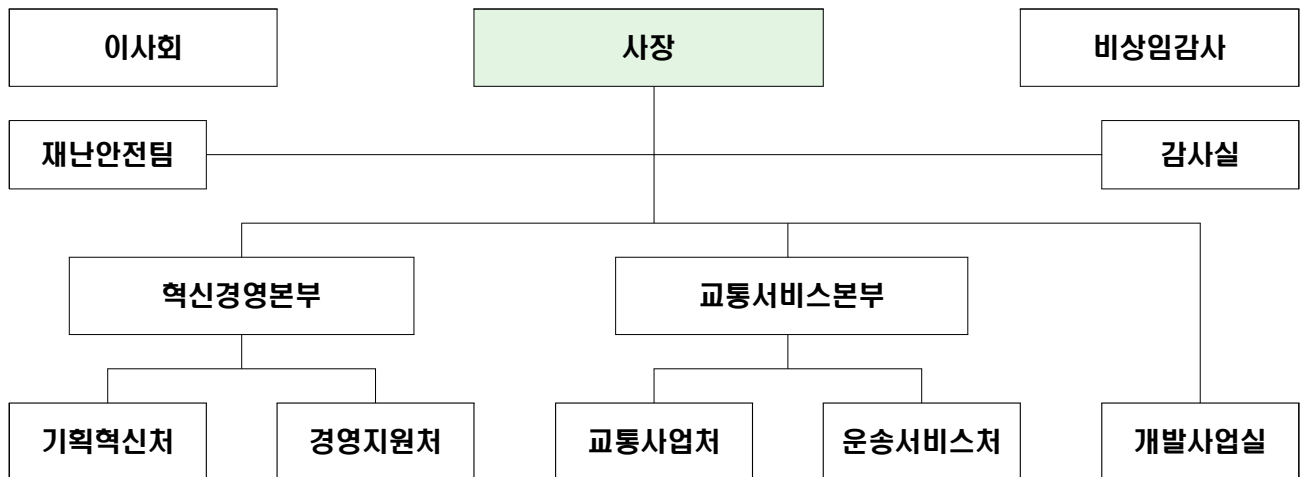 이사회
사장
비상임감사
재난안전팀
감사실
혁신경영본부
교통서비스본부
기획혁신처
경영지원처
교통사업처
운송서비스처
개발사업실